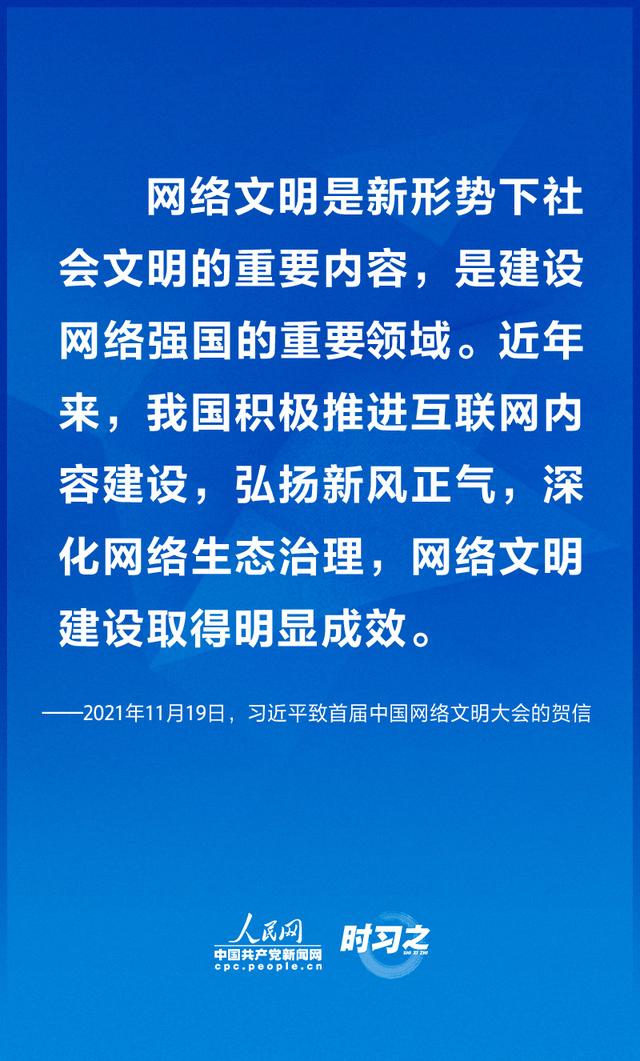 网络文明是新形势下社
会文明的重要内容，是建设
网络强国的重要领域。近年
来，我国积极推进互联网内
容建设，弘扬新风正气，深
化网络生态治理，网络文明
建设取得明显成效。
——2021年11月19日，习近平致首届中国网络文明大会的贺信
人民网
中国共产党新闻网
cpc.people.cn
时习之
SHI XI ZHI